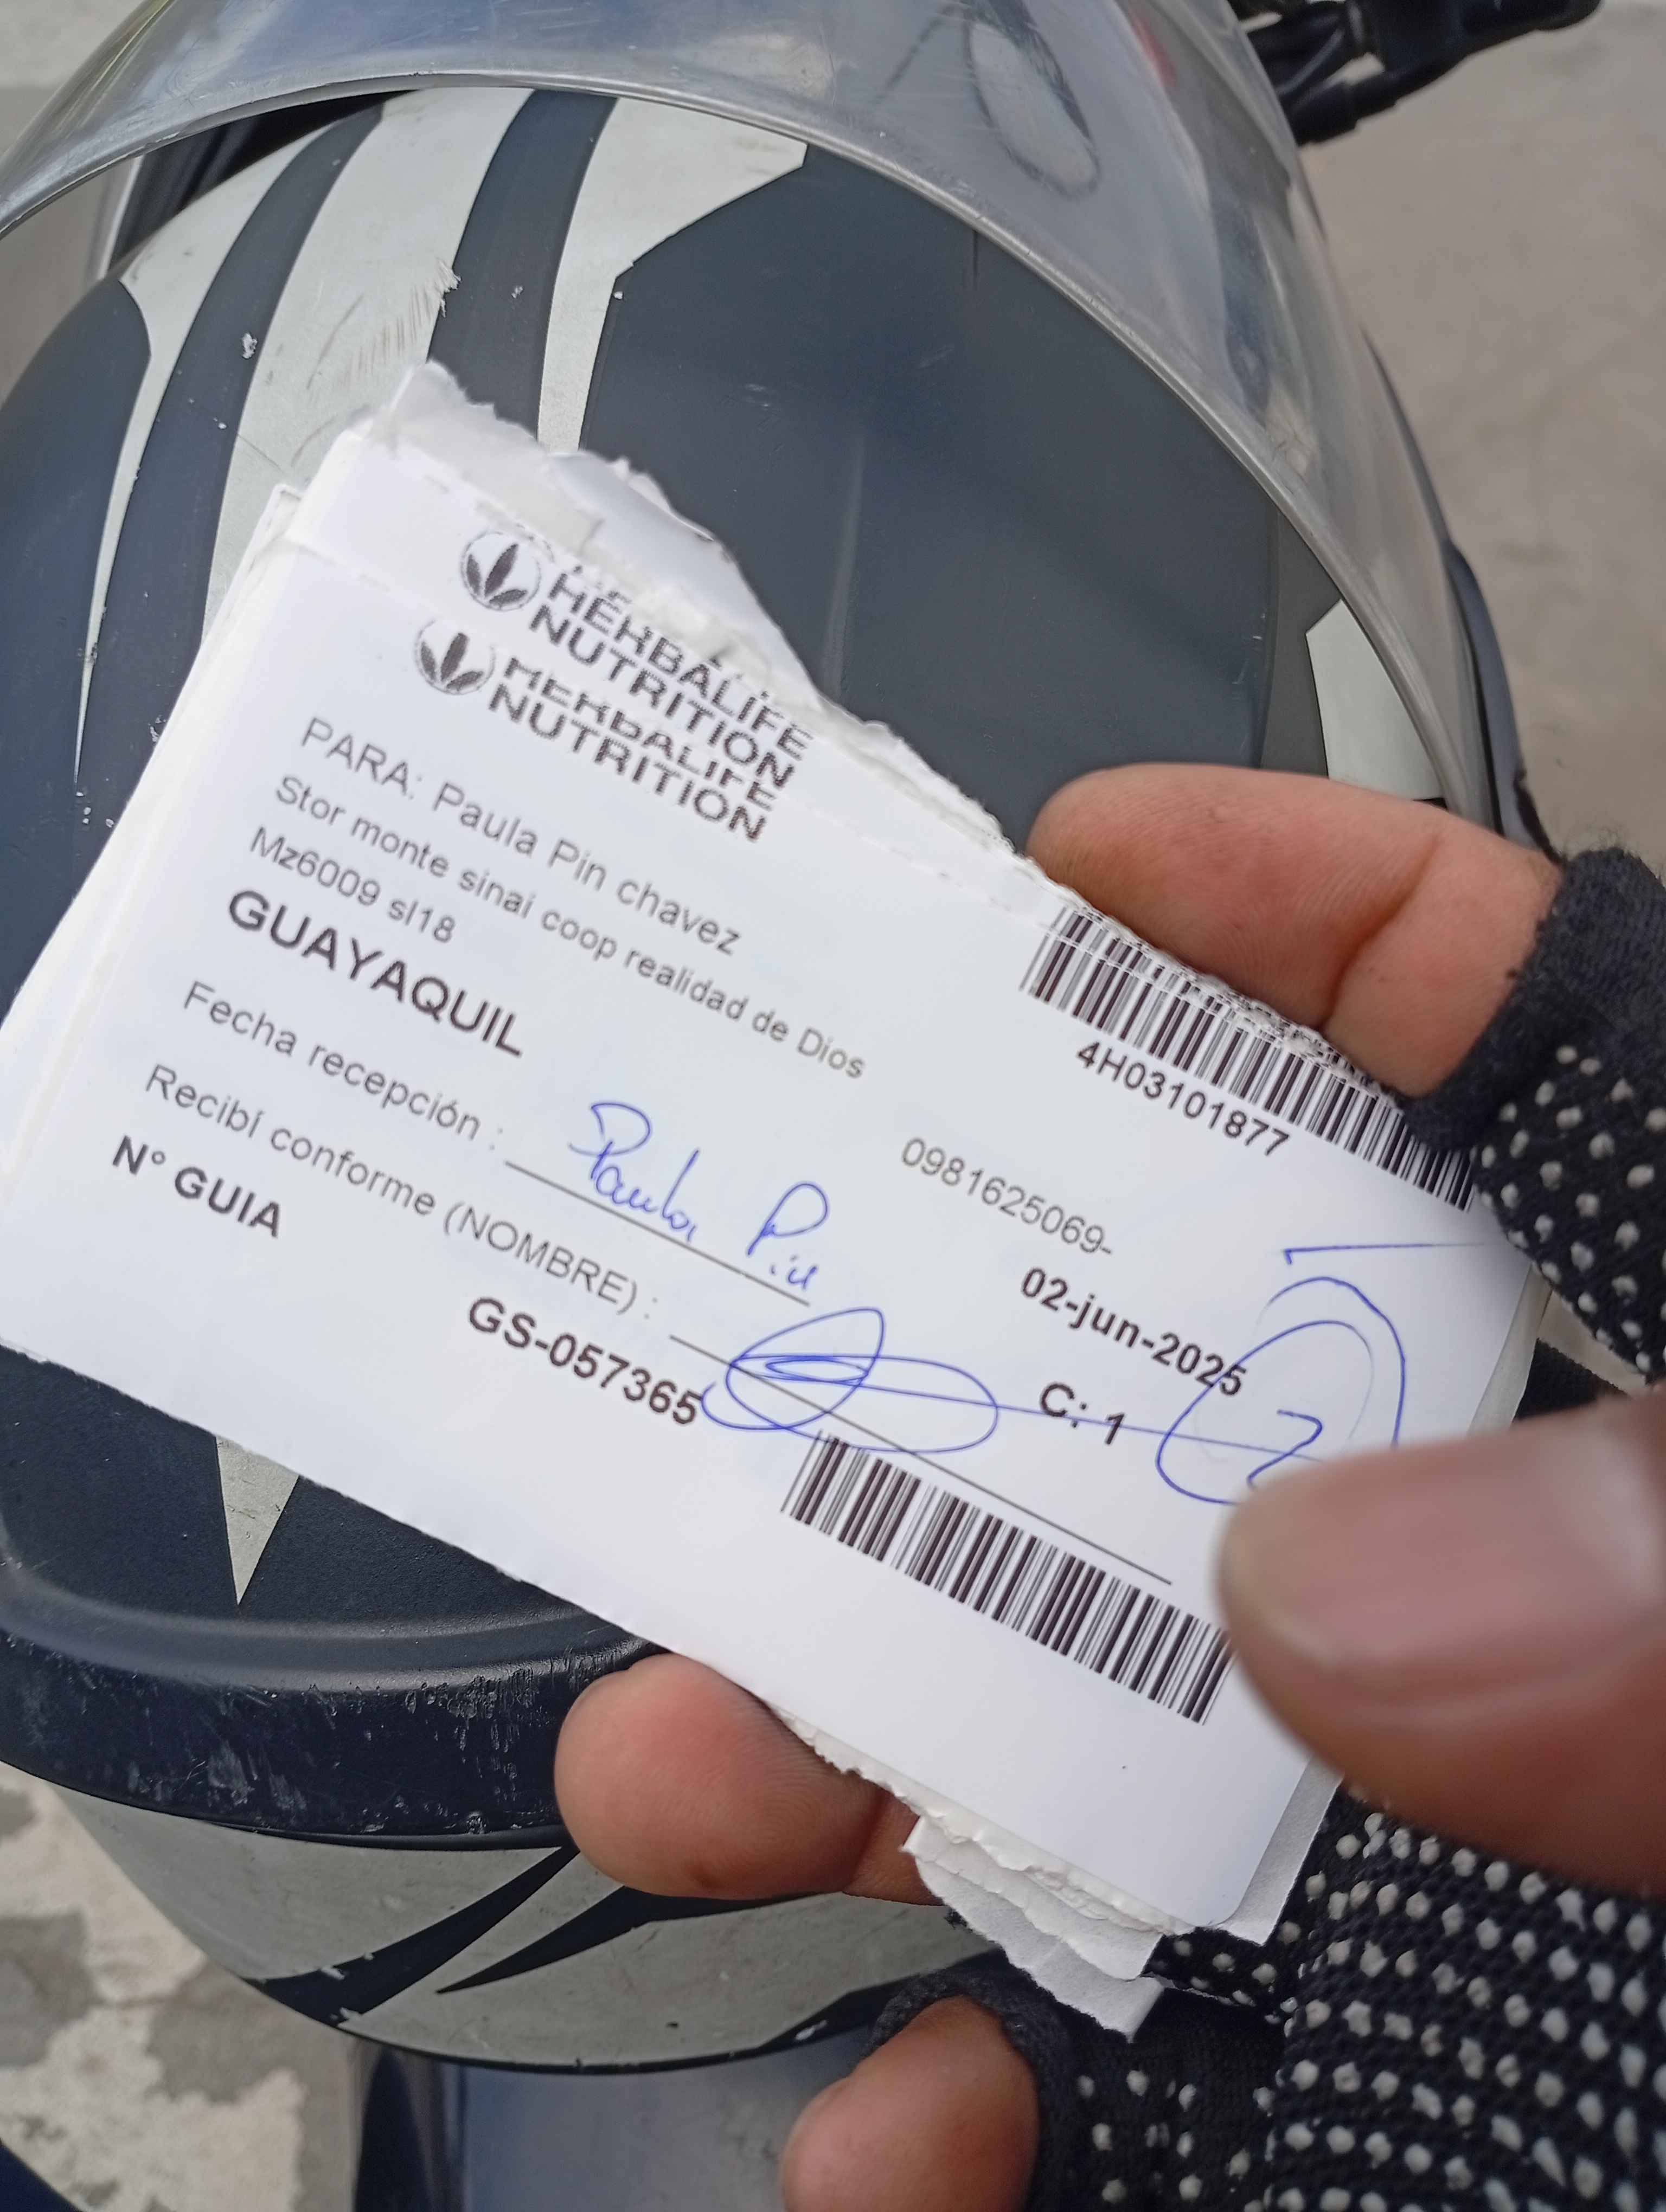 HERBALIFE
NUTRITION
HERBALIFE
NUTRITION
PARA: Paula Pin chavez
Stor monte sinai coop realidad de Dios
Mz6009 sl18
GUAYAQUIL
4H03101877
0981625069-
Fecha recepción : Paula Pin
02-jun-2025
Recibí conforme (NOMBRE) :
C: 1
N° GUIA
GS-057365